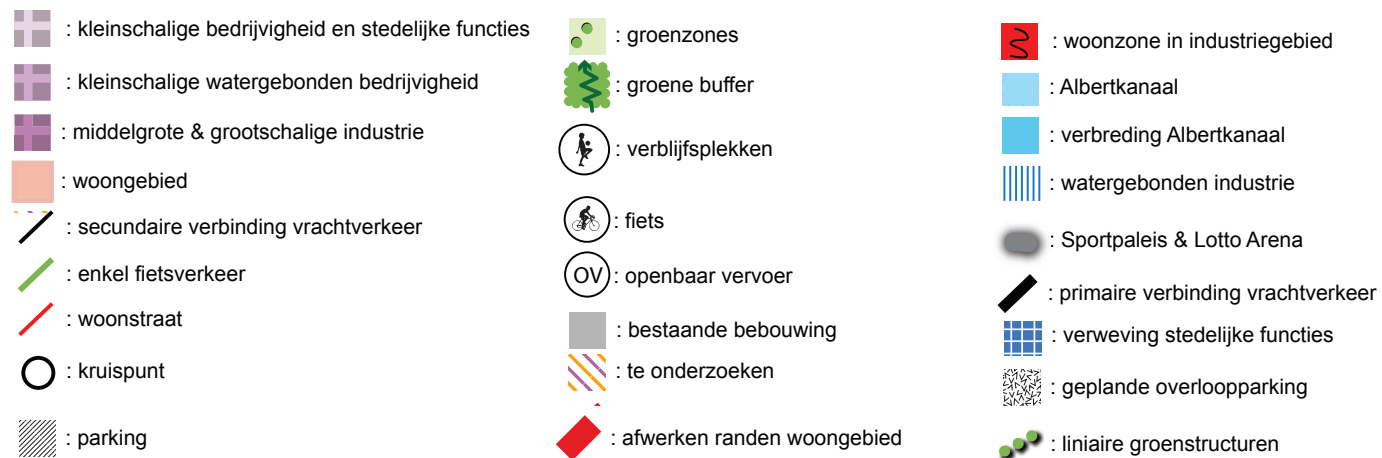 : kleinschalige bedrijvigheid en stedelijke functies
: kleinschalige watergebonden bedrijvigheid
: middelgrote & grootschalige industrie
: woongebied
: secundaire verbinding vrachtverkeer
: enkel fietsverkeer
: woonstraat
: kruispunt
: parking
: groenzones
: groene buffer
: verblijfsplekken
: fiets
OV : openbaar vervoer
: bestaande bebouwing
: te onderzoeken
: afwerken randen woongebied
: woonzone in industriegebied
: Albertkanaal
: verbreding Albertkanaal
: watergebonden industrie
: Sportpaleis & Lotto Arena
: primaire verbinding vrachtverkeer
: verweving stedelijke functies
: geplande overloopparking
: liniaire groenstructuren